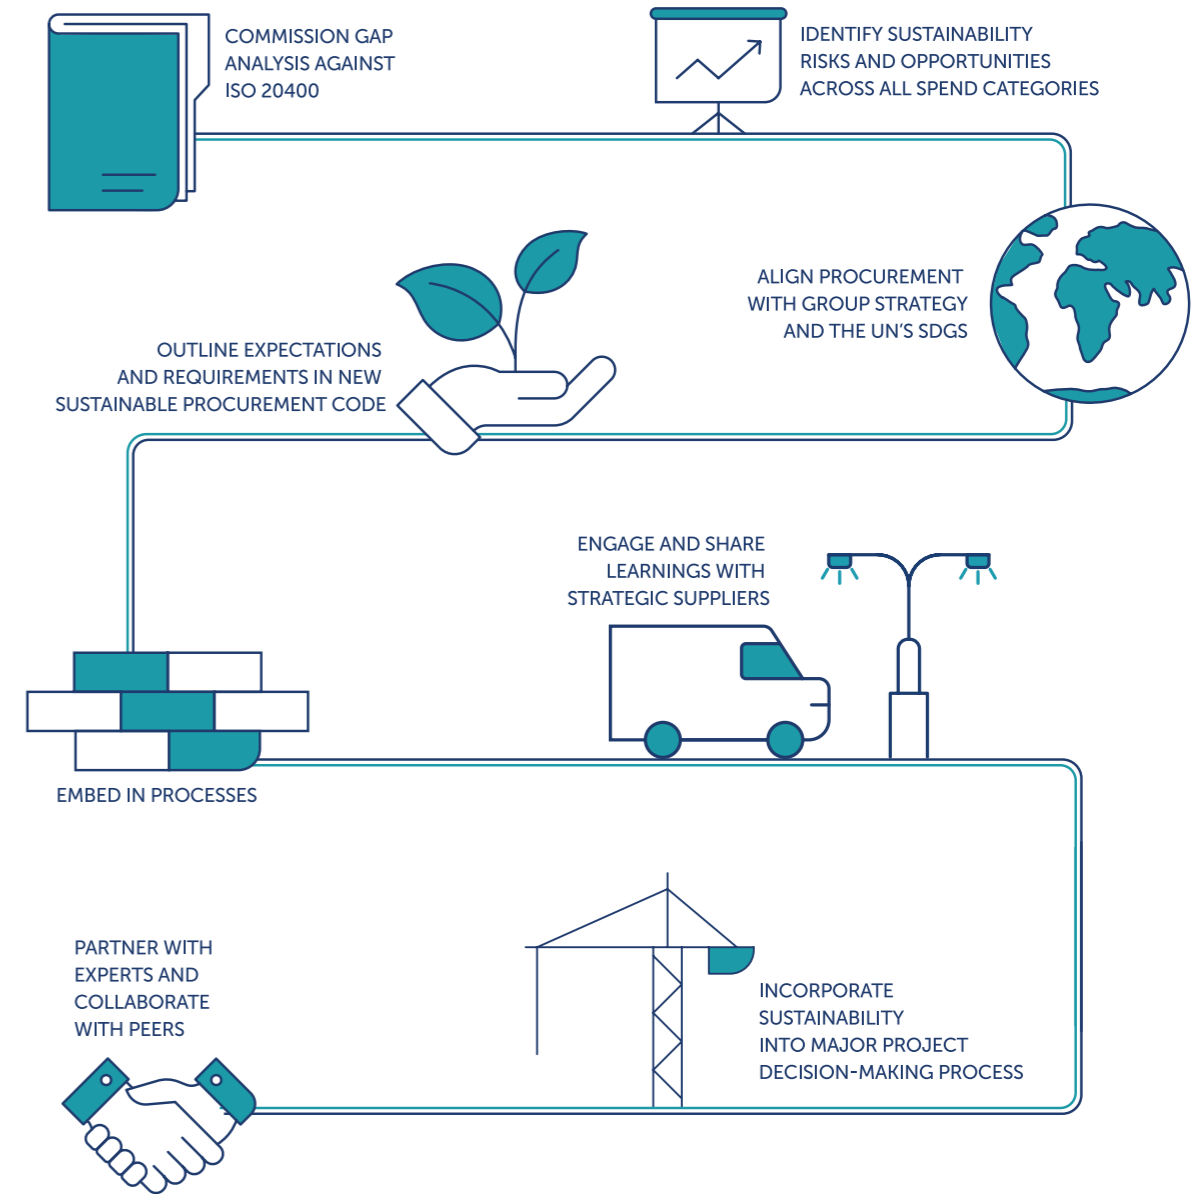 COMMISSION GAP
ANALYSIS AGAINST
ISO 20400
IDENTIFY SUSTAINABILITY
RISKS AND OPPORTUNITIES
ACROSS ALL SPEND CATEGORIES
ALIGN PROCUREMENT
WITH GROUP STRATEGY
AND THE UN'S SDGS
OUTLINE EXPECTATIONS
AND REQUIREMENTS IN NEW
SUSTAINABLE PROCUREMENT CODE
EMBED IN PROCESSES
ENGAGE AND SHARE
LEARNINGS WITH
STRATEGIC SUPPLIERS
INCORPORATE
SUSTAINABILITY
INTO MAJOR PROJECT
DECISION-MAKING PROCESS
PARTNER WITH
EXPERTS AND
COLLABORATE
WITH PEERS